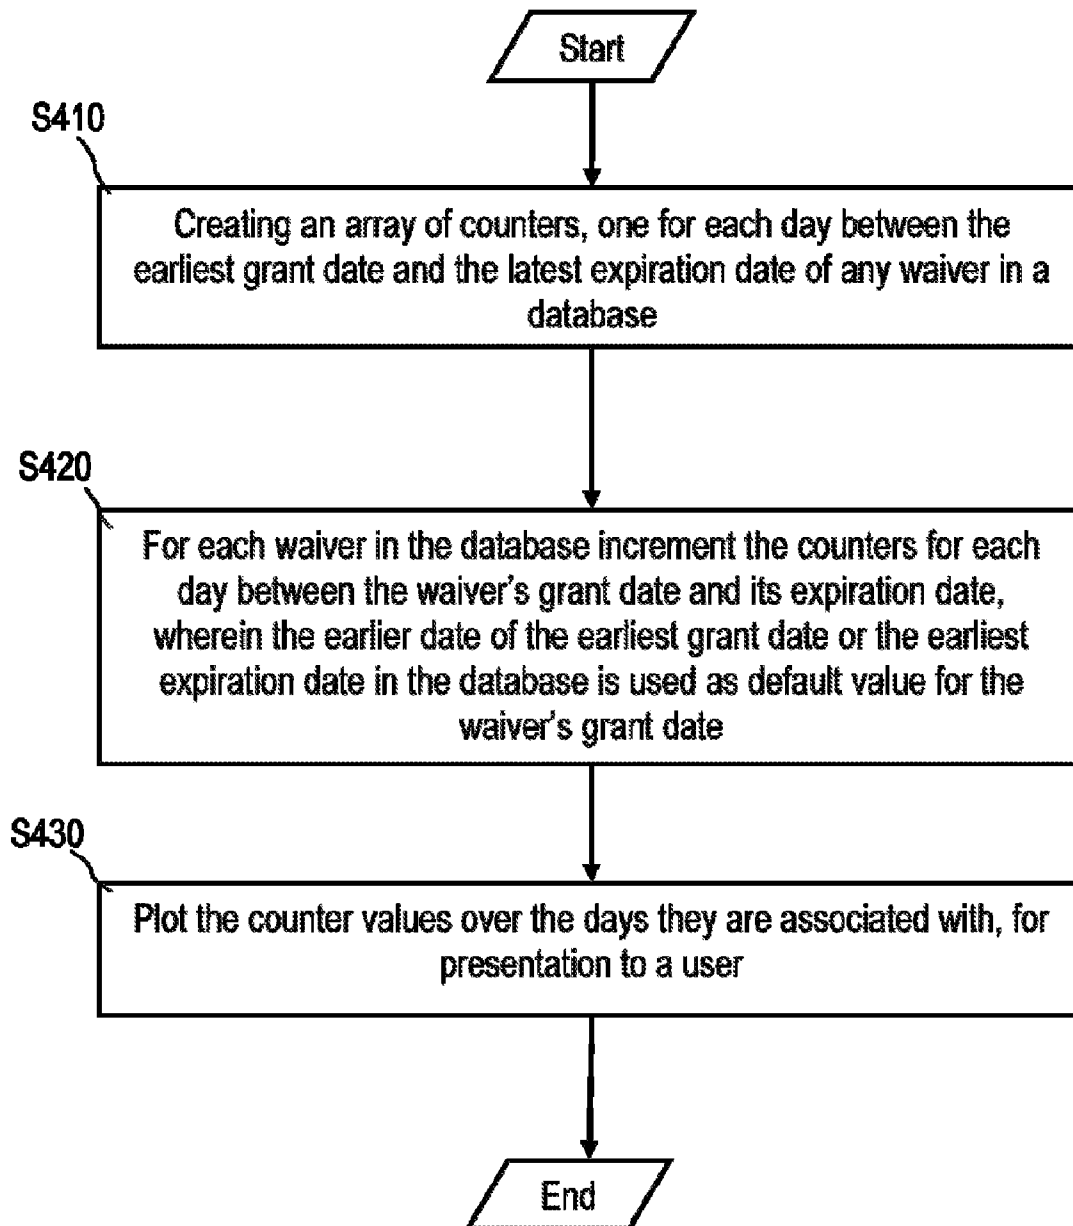 Start
S410
Creating an array of counters, one for each day between the
earliest grant date and the latest expiration date of any waiver in a
database
S420
For each waiver in the database increment the counters for each
day between the waiver's grant date and its expiration date,
wherein the earlier date of the earliest grant date or the earliest
expiration date in the database is used as default value for the
waiver's grant date
S430
Plot the counter values over the days they are associated with, for
presentation to a user
End